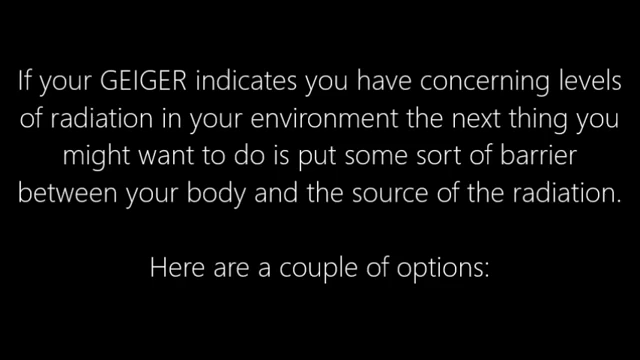 If your GEIGER indicates you have concerning levels
of radiation in your environment the next thing you
might want to do is put some sort of barrier
between your body and the source of the radiation.
Here are a couple of options: